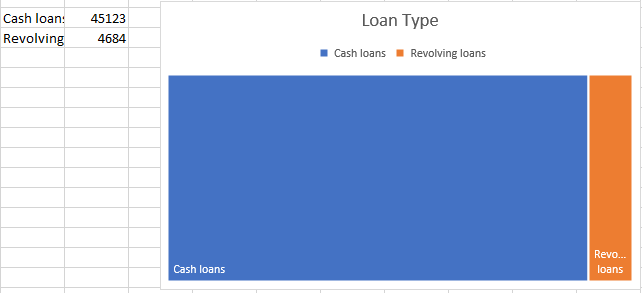 Cash loans 45123
Revolving 4684
Loan Type
Cash loans Revolving loans
Cash loans
Revo...
loans